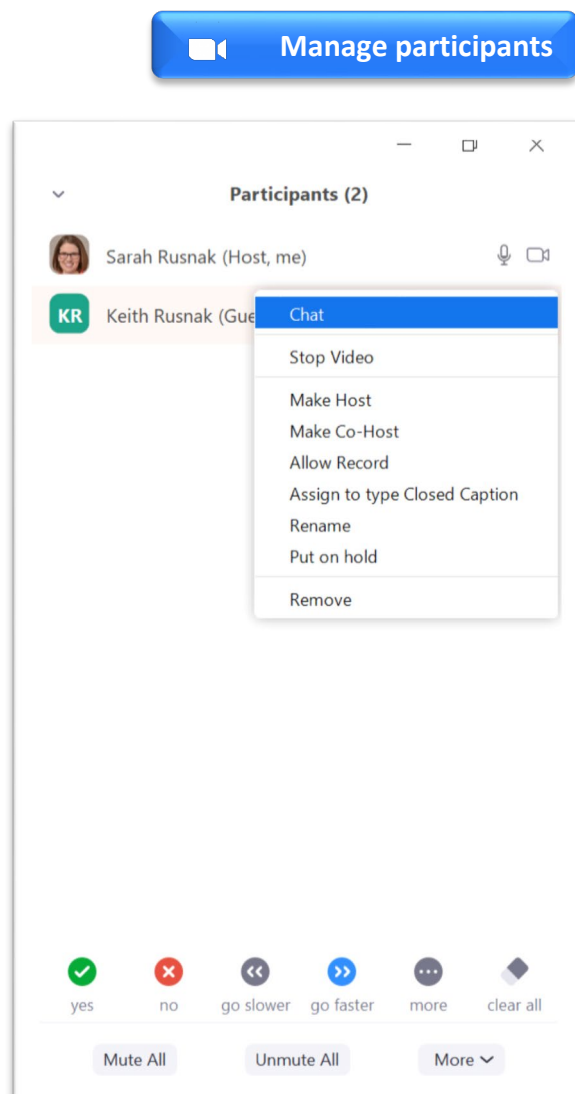 Manage participants
Participants (2)
Sarah Rusnak (Host, me)
KR Keith Rusnak (Gue
Chat
Stop Video
Make Host
Make Co-Host
Allow Record
Assign to type Closed Caption
Rename
Put on hold
Remove
yes no go slower go faster more clear all
Mute All Unmute All More